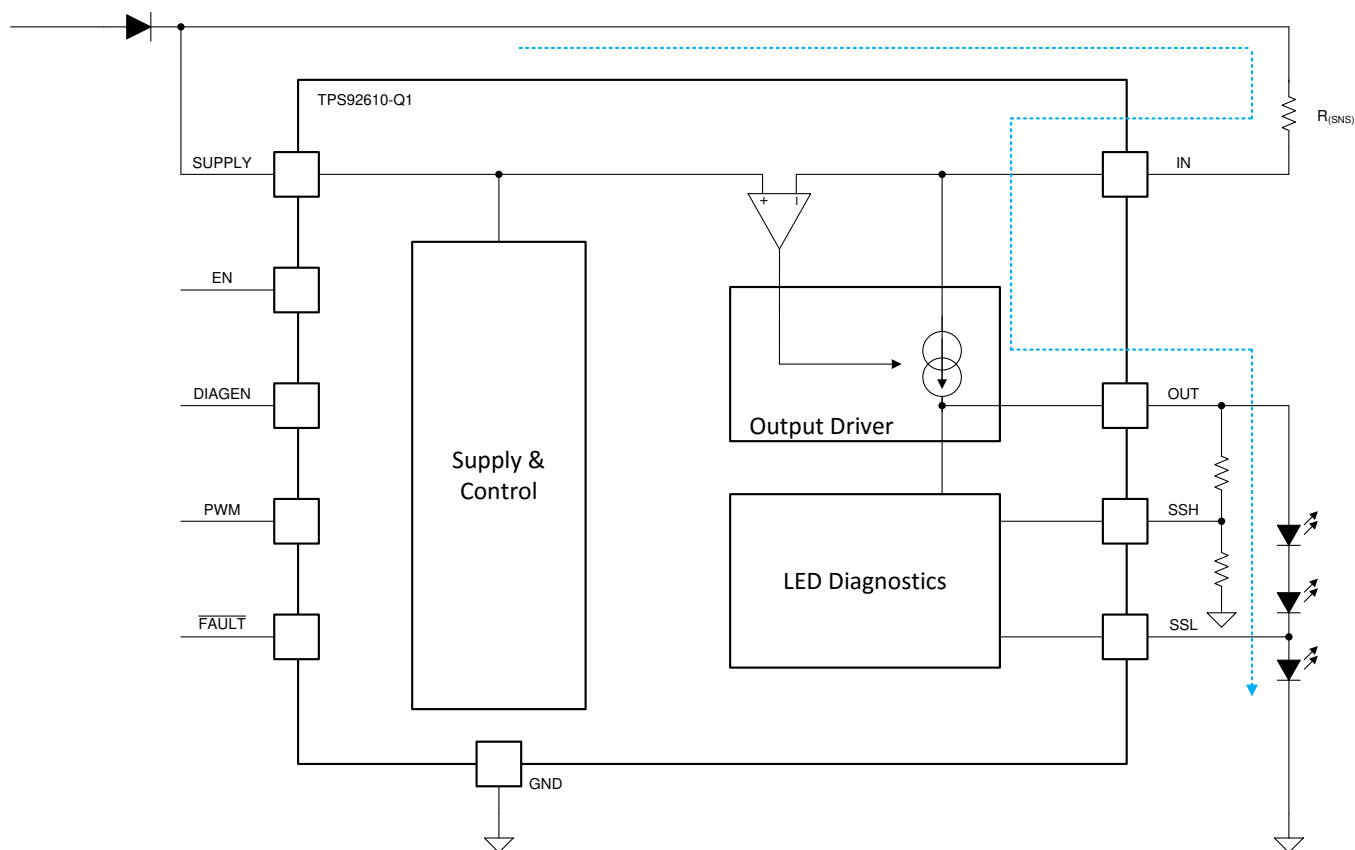 TPS92610-Q1
R(SNS)
SUPPLY
IN
+
–
EN
DIAGEN
OUT
Output Driver
Supply &
Control
PWM
SSH
LED Diagnostics
FAULT
SSL
GND